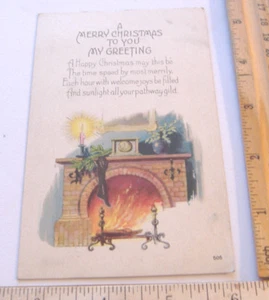 A
MERRY CHRISTMAS
TO YOU
MY GREETING
A Happy Christmas may this be
The time speed by most merrily
Each hour with welcome joys be filled
And sunlight all your pathway gild.